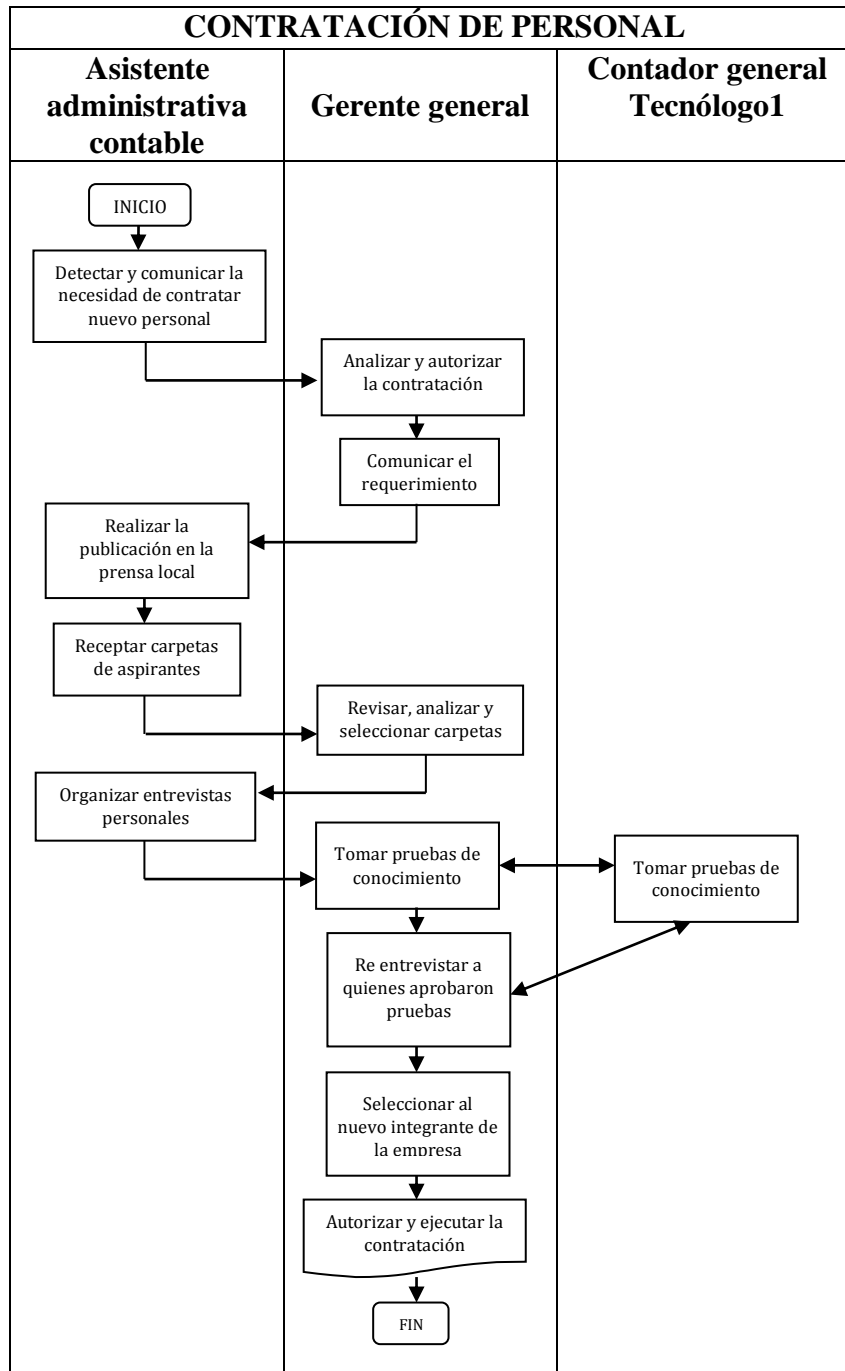 CONTRATACIÓN DE PERSONAL
Asistente
administrativa
contable
Gerente general
Contador general
Tecnólogo1
INICIO
Detectar y comunicar la
necesidad de contratar
nuevo personal
Analizar y autorizar
la contratación
Comunicar el
requerimiento
Realizar la
publicación en la
prensa local
Receptar carpetas
de aspirantes
Revisar, analizar y
seleccionar carpetas
Organizar entrevistas
personales
Tomar pruebas de
conocimiento
Tomar pruebas de
conocimiento
Re entrevistar a
quienes aprobaron
pruebas
Seleccionar al
nuevo integrante de
la empresa
Autorizar y ejecutar la
contratación
FIN